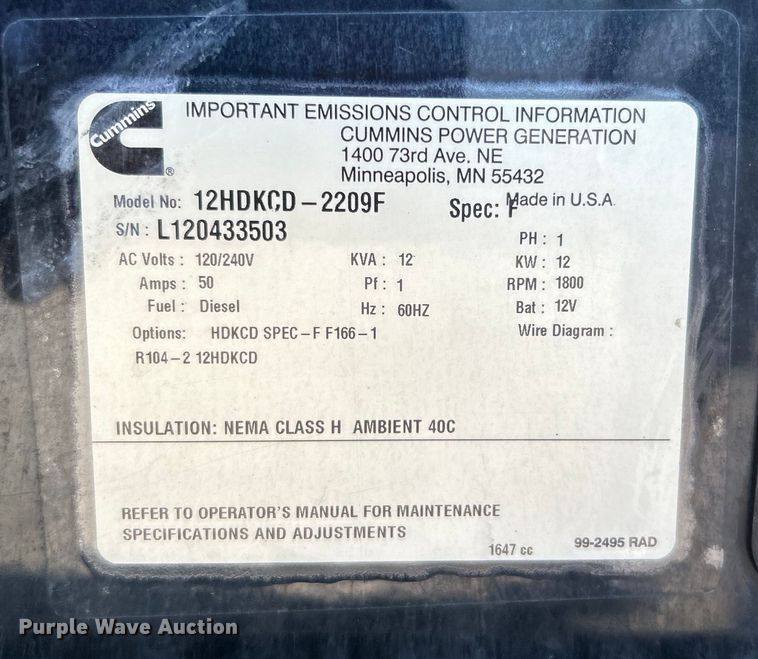 Cummins
®
IMPORTANT EMISSIONS CONTROL INFORMATION
CUMMINS POWER GENERATION
1400 73rd Ave. NE
Minneapolis, MN 55432
Model No: 12HDKCD-2209F Spec: F Made in U.S.A.
S/N: L120433503
PH: 1
AC Volts: 120/240V KVA: 12 KW: 12
Amps: 50 Pf: 1 RPM: 1800
Fuel: Diesel Hz: 60HZ Bat: 12V
Options: HDKCD SPEC-F F166-1 Wire Diagram:
R104-2 12HDKCD
INSULATION: NEMA CLASS H AMBIENT 40C
REFER TO OPERATOR'S MANUAL FOR MAINTENANCE
SPECIFICATIONS AND ADJUSTMENTS
1647 cc 99-2495 RAD
Purple Wave Auction